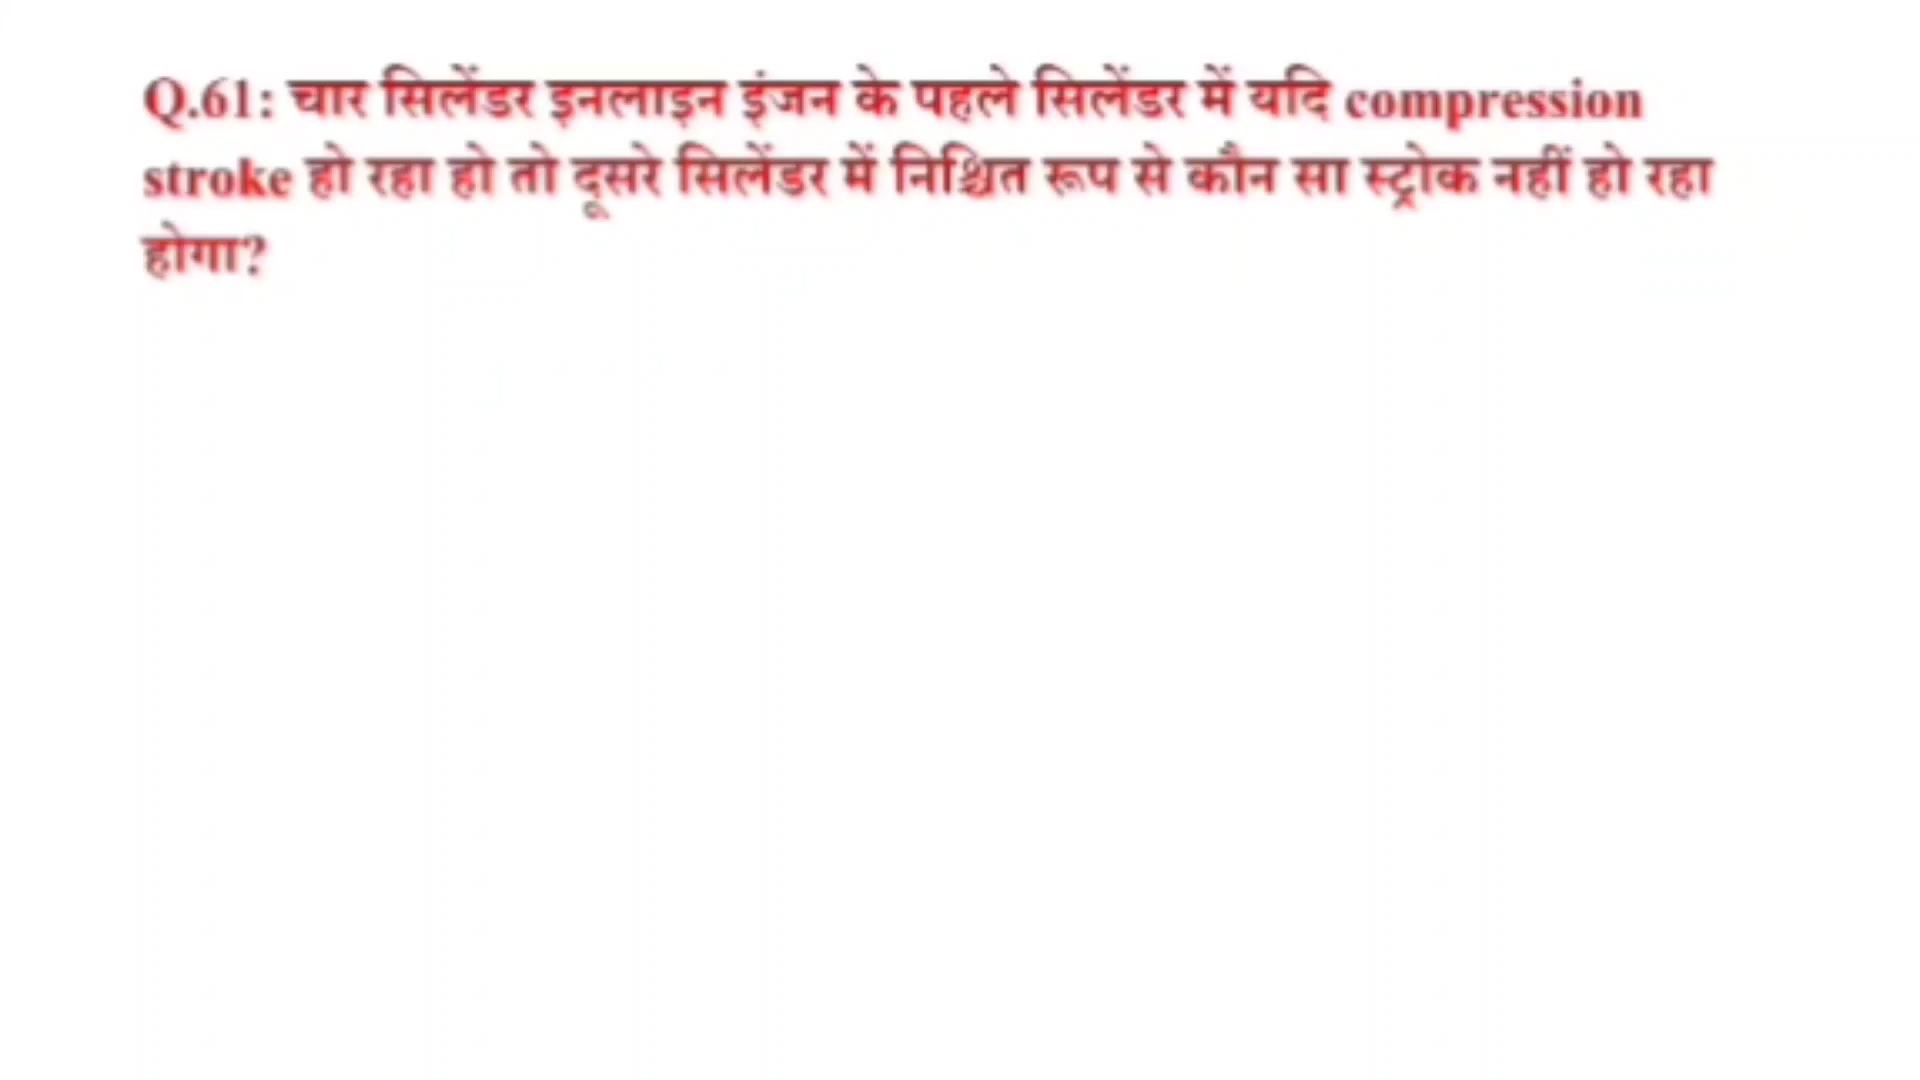 Q.61: चार सिलेंडर इनलाइन इंजन के पहले सिलेंडर में यदि compression
stroke हो रहा हो तो दूसरे सिलेंडर में निश्चित रूप से कौन सा स्ट्रोक नहीं हो रहा
होगा?